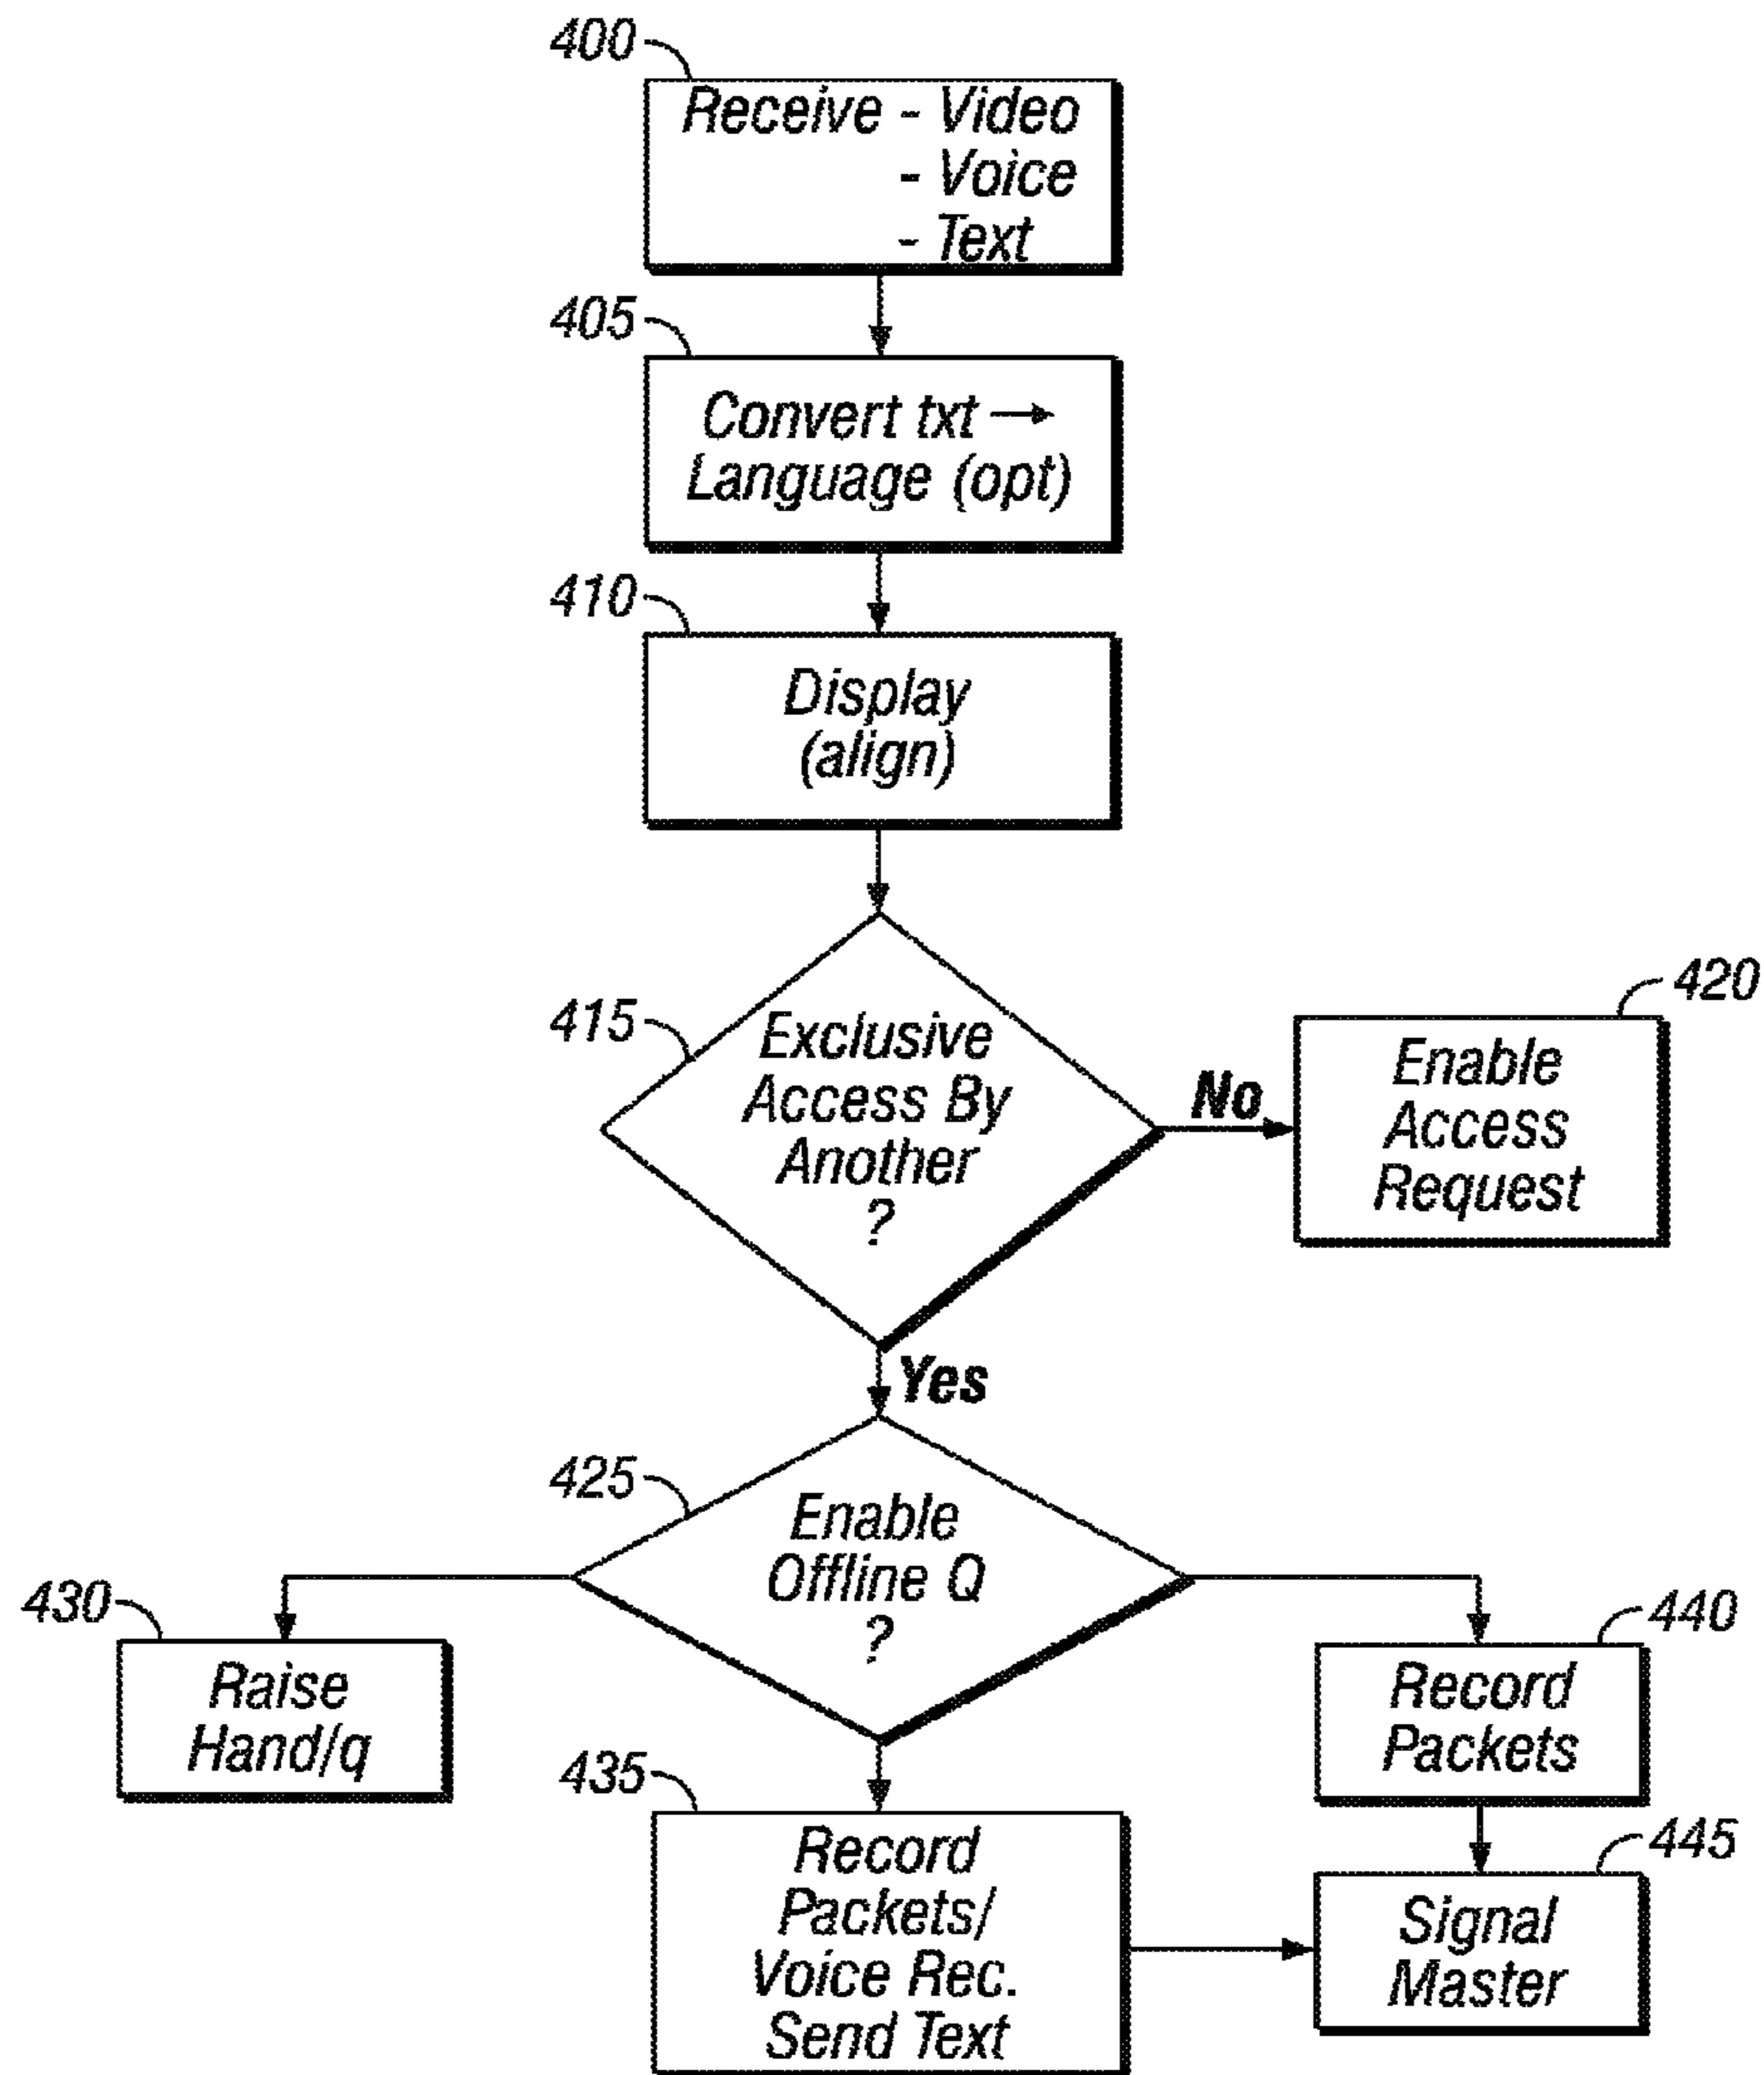 400
Receive - Video
- Voice
- Text
405
Convert txt →
Language (opt)
410
Display
(align)
415
Exclusive
Access By
Another
?
No
420
Enable
Access
Request
Yes
425
Enable
Offline Q
?
430
Raise
Hand/q
435
Record
Packets/
Voice Rec.
Send Text
440
Record
Packets
445
Signal
Master